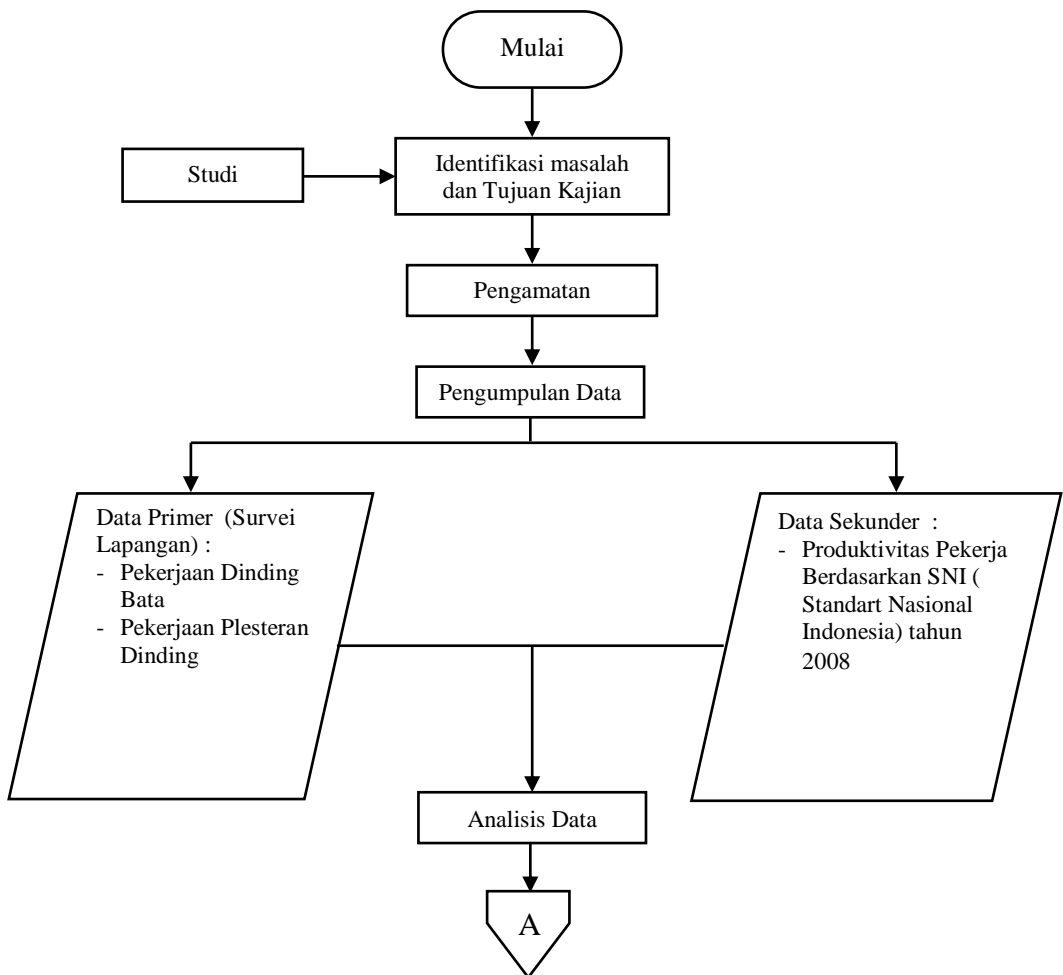 Mulai
Studi
Identifikasi masalah
dan Tujuan Kajian
Pengamatan
Pengumpulan Data
Data Primer  (Survei
Lapangan) :
- Pekerjaan Dinding
Bata
- Pekerjaan Plesteran
Dinding
Data Sekunder  :
- Produktivitas Pekerja
Berdasarkan SNI (
Standart Nasional
Indonesia) tahun
2008
Analisis Data
A